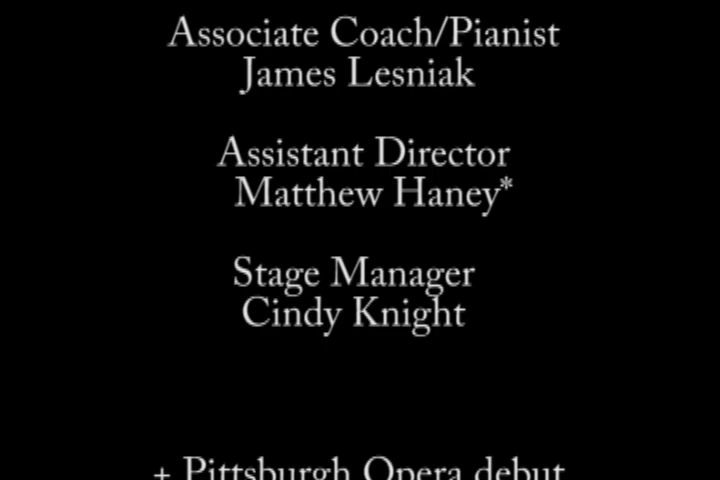 Associate Coach/Pianist
James Lesniak
Assistant Director
Matthew Haney*
Stage Manager
Cindy Knight
+ Pittsburgh Opera debut